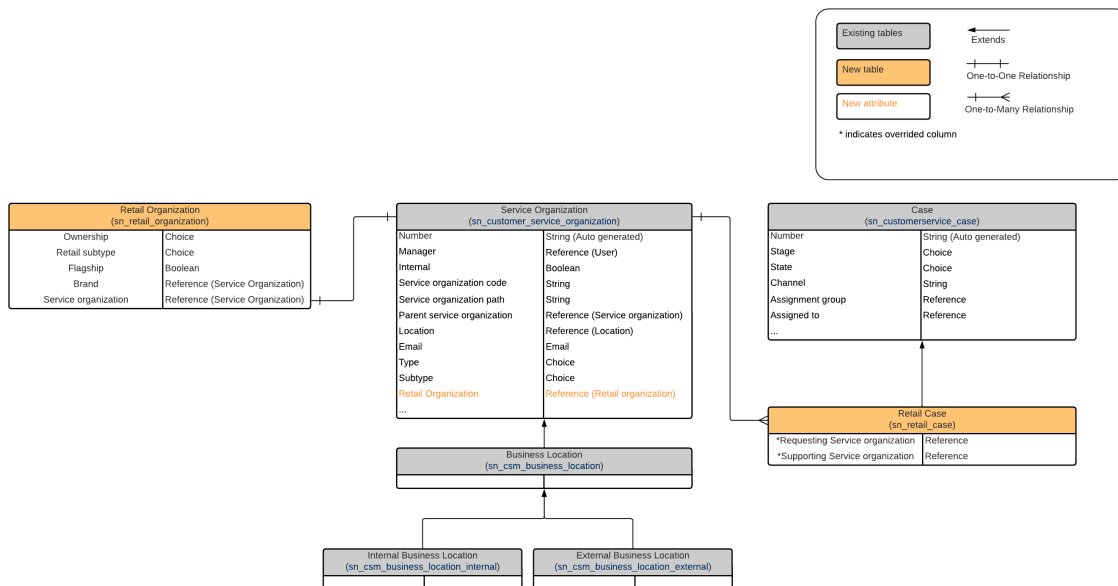 Existing tables
Extends
New table
One-to-One Relationship
New attribute
One-to-Many Relationship
* indicates overrided column
Retail Organization
(sn_retail_organization)
Ownership Choice
Retail subtype Choice
Flagship Boolean
Brand Reference (Service Organization)
Service organization Reference (Service Organization)
Service Organization
(sn_customer_service_organization)
Number String (Auto generated)
Manager Reference (User)
Internal Boolean
Service organization code String
Service organization path String
Parent service organization Reference (Service organization)
Location Reference (Location)
Email Email
Type Choice
Subtype Choice
Retail Organization Reference (Retail organization)
...
Case
(sn_customerservice_case)
Number String (Auto generated)
Stage Choice
State Choice
Channel String
Assignment group Reference
Assigned to Reference
...
Retail Case
(sn_retail_case)
*Requesting Service organization Reference
*Supporting Service organization Reference
Business Location
(sn_csm_business_location)
Internal Business Location
(sn_csm_business_location_internal)
External Business Location
(sn_csm_business_location_external)